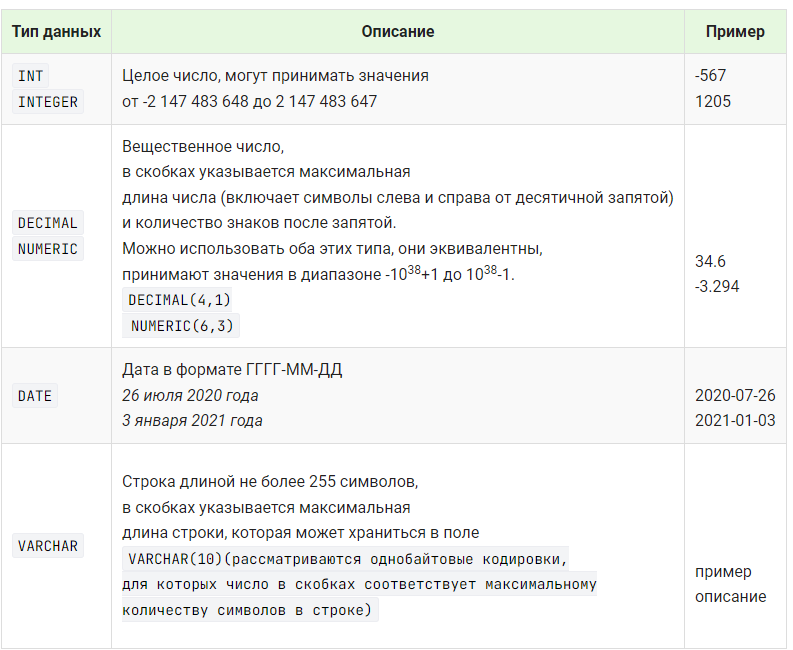 Тип данных Описание Пример
INT
INTEGER
Целое число, могут принимать значения
от -2 147 483 648 до 2 147 483 647
-567
1205
DECIMAL
NUMERIC
Вещественное число,
в скобках указывается максимальная
длина числа (включает символы слева и справа от десятичной запятой)
и количество знаков после запятой.
Можно использовать оба этих типа, они эквивалентны,
принимают значения в диапазоне -10³⁸+1 до 10³⁸-1.
DECIMAL(4,1)
NUMERIC(6,3)
34.6
-3.294
DATE
Дата в формате ГГГГ-ММ-ДД
26 июля 2020 года
3 января 2021 года
2020-07-26
2021-01-03
VARCHAR
Строка длиной не более 255 символов,
в скобках указывается максимальная
длина строки, которая может храниться в поле
VARCHAR(10)(рассматриваются однобайтовые кодировки,
для которых число в скобках соответствует максимальному
количеству символов в строке)
пример
описание